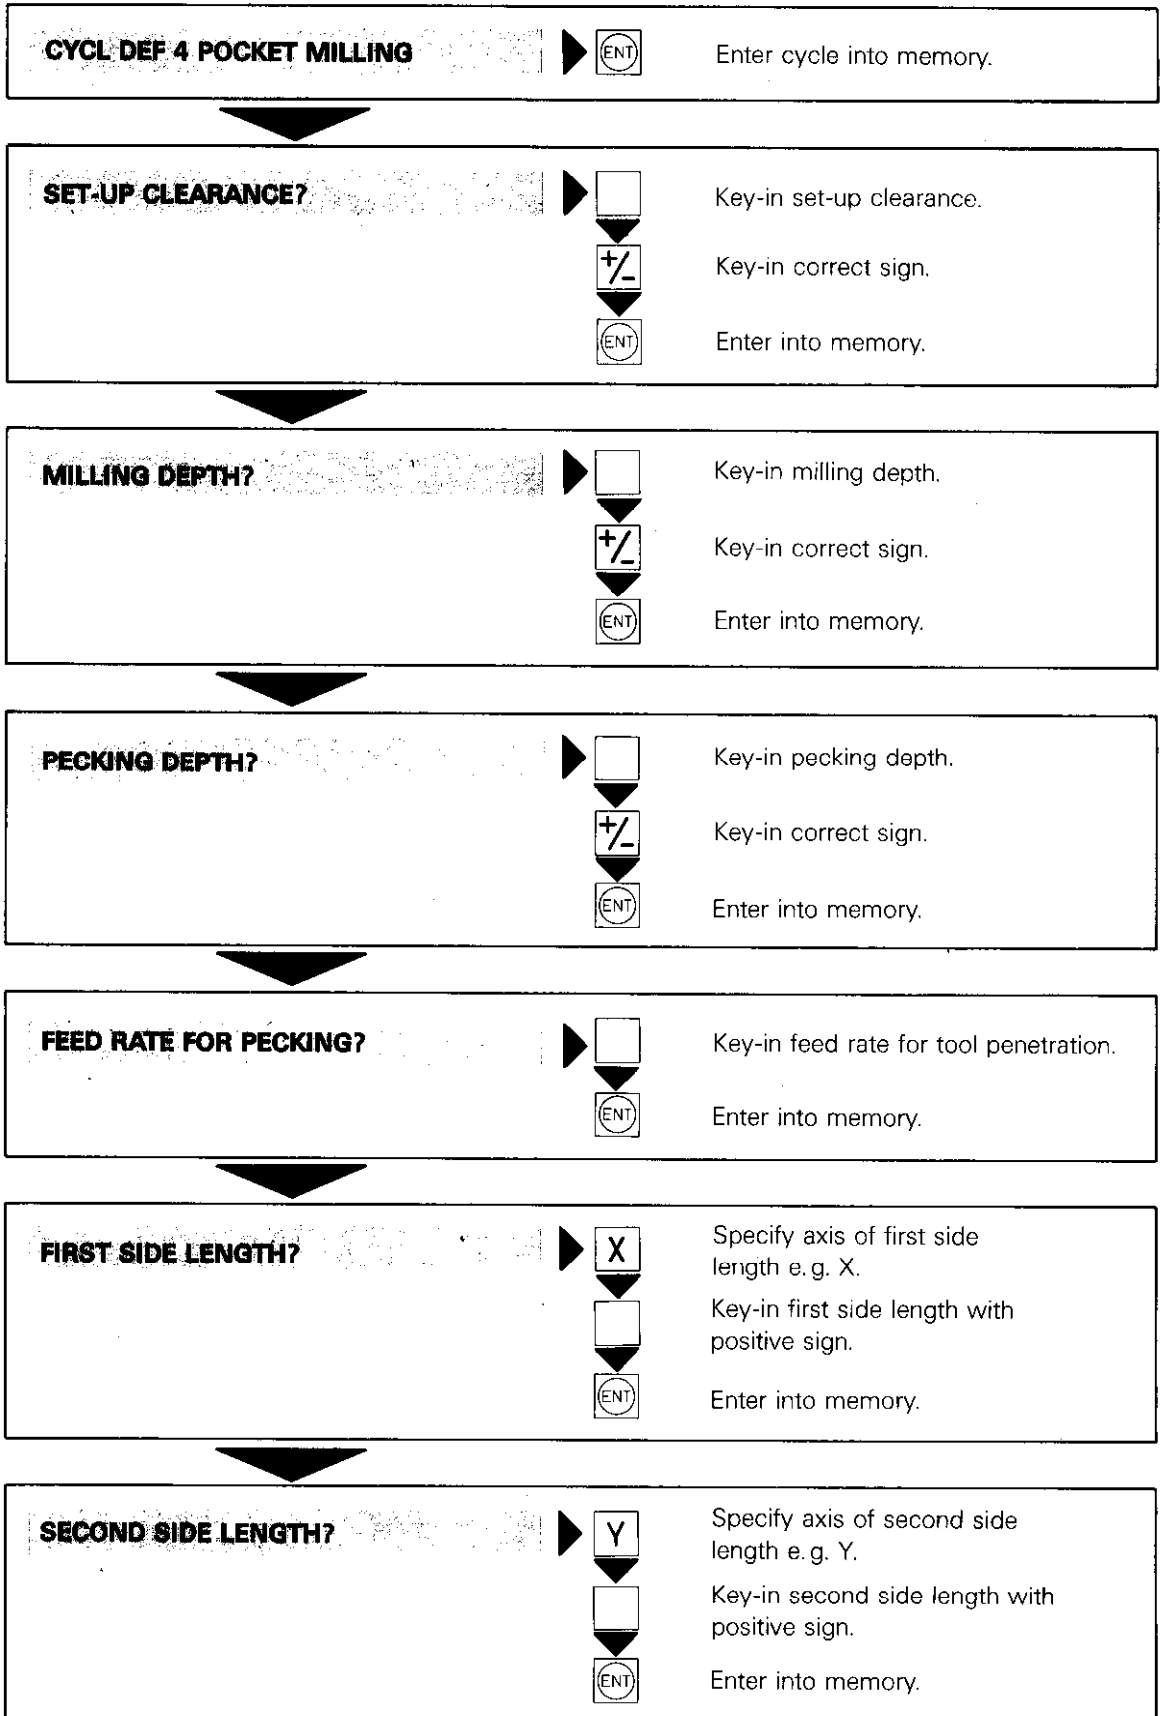 CYCL DEF 4 POCKET MILLING
ENT
Enter cycle into memory.
SET-UP CLEARANCE?
Key-in set-up clearance.
+/-
Key-in correct sign.
ENT
Enter into memory.
MILLING DEPTH?
Key-in milling depth.
+/-
Key-in correct sign.
ENT
Enter into memory.
PECKING DEPTH?
Key-in pecking depth.
+/-
Key-in correct sign.
ENT
Enter into memory.
FEED RATE FOR PECKING?
Key-in feed rate for tool penetration.
ENT
Enter into memory.
FIRST SIDE LENGTH?
X
Specify axis of first side
length e.g. X.
Key-in first side length with
positive sign.
ENT
Enter into memory.
SECOND SIDE LENGTH?
Y
Specify axis of second side
length e.g. Y.
Key-in second side length with
positive sign.
ENT
Enter into memory.